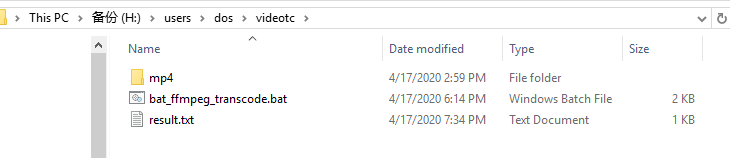 This PC > 备份 (H:) > users > dos > videotc >
Name Date modified Type Size
mp4 4/17/2020 2:59 PM File folder
bat_ffmpeg_transcode.bat 4/17/2020 6:14 PM Windows Batch File 2 KB
result.txt 4/17/2020 7:34 PM Text Document 1 KB